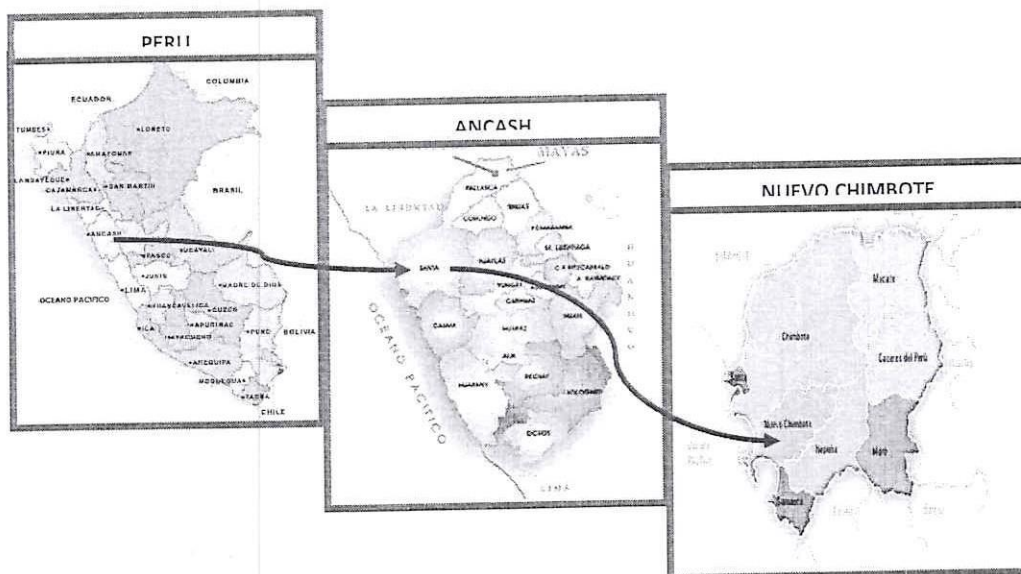 PERU
COLOMBIA
ECUADOR
TUMBES
LORETO
PIURA
AMAZONAS
LAMBAYEQUE
CAJAMARCA
SAN MARTIN
BRASIL
LA LIBERTAD
ANCASH
UCAYALI
PASCO
JUNIN
LIMA
MADRE DE DIOS
OCEANO PACIFICO
HUANCAVELICA
CUZCO
ICA
APURIMAC
AYACUCHO
PUNO
BOLIVIA
AREQUIPA
MOQUEGUA
TACNA
CHILE
ANCASH
MAYAS
PALLASCA
LA LIBERTAD
CORONGO
SIHUAS
POMABAMBA
SANTA
HUAYLAS
YUNGAY
CARHUAZ
CASMA
HUARAZ
HUARI
AIJA
RECUAY
HUARMEY
BOLOGNESI
OCROS
OCEANO PACIFICO
LIMA
NUEVO CHIMBOTE
Macate
Chimbote
Caceres del Perú
Nuevo Chimbote
Nepeña
Moro
Samanco